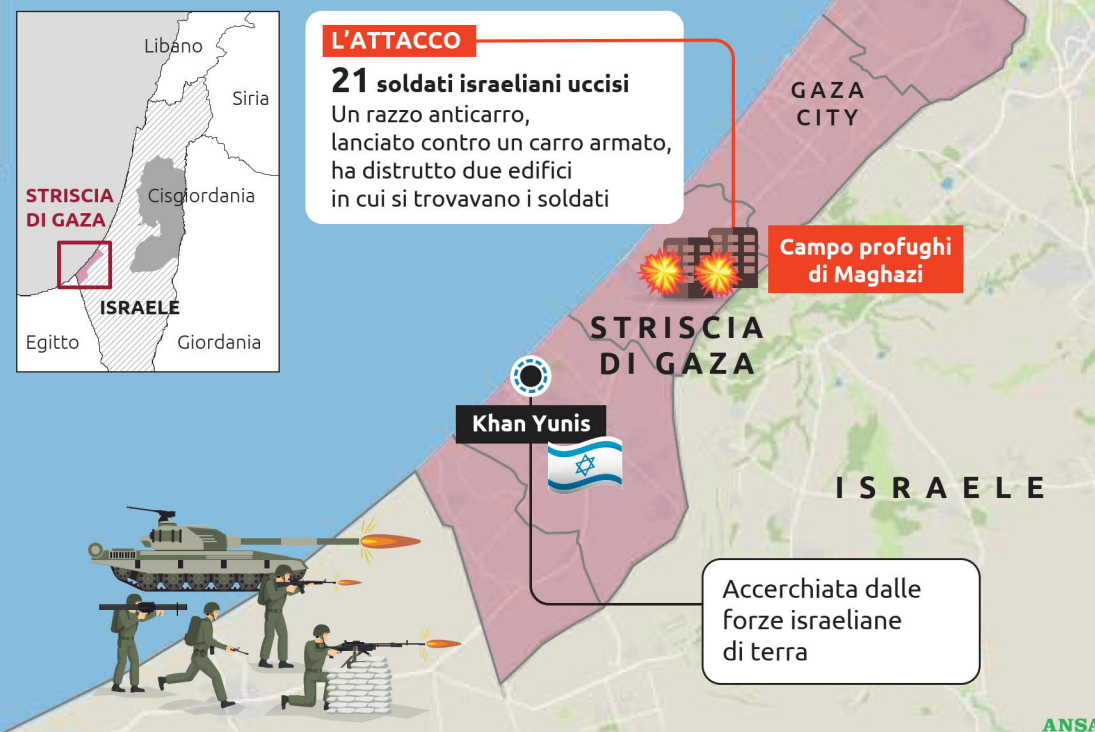 Libano
Siria
STRISCIA
DI GAZA
Cisgiordania
ISRAELE
Egitto
Giordania
L'ATTACCO
21 soldati israeliani uccisi
Un razzo anticarro,
lanciato contro un carro armato,
ha distrutto due edifici
in cui si trovavano i soldati
GAZA
CITY
Campo profughi
di Maghazi
STRISCIA
DI GAZA
Khan Yunis
ISRAELE
Accerchiata dalle
forze israeliane
di terra
ANSA